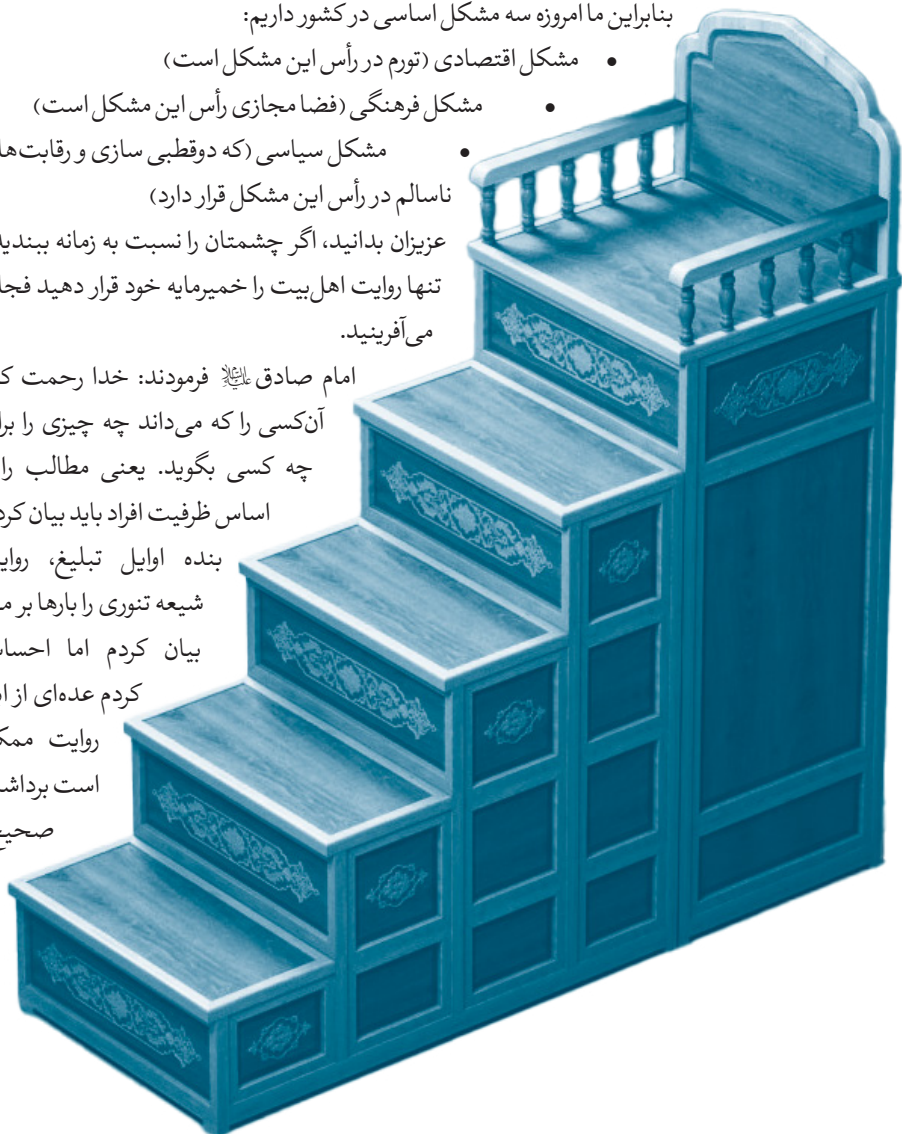 بنابراین ما امروزه سه مشکل اساسی در کشور داریم:
• مشکل اقتصادی (تورم در رأس این مشکل است)
• مشکل فرهنگی (فضا مجازی رأس این مشکل است)
• مشکل سیاسی (که دوقطبی سازی و رقابت‌ها
ناسالم در رأس این مشکل قرار دارد)
عزیزان بدانید، اگر چشمتان را نسبت به زمانه ببندید
تنها روایت اهل‌بیت را خمیرمایه خود قرار دهید
می‌آفرینید.
امام صادق علیه‌السلام فرمودند: خدا رحمت
آن‌کسی را که می‌داند چه چیزی را
چه کسی بگوید. یعنی مطالب را
اساس ظرفیت افراد باید بیان
بنده اوایل تبلیغ،
شیعه تنوری را بارها بر
بیان کردم اما
کردم عده‌ای از
روایت
است